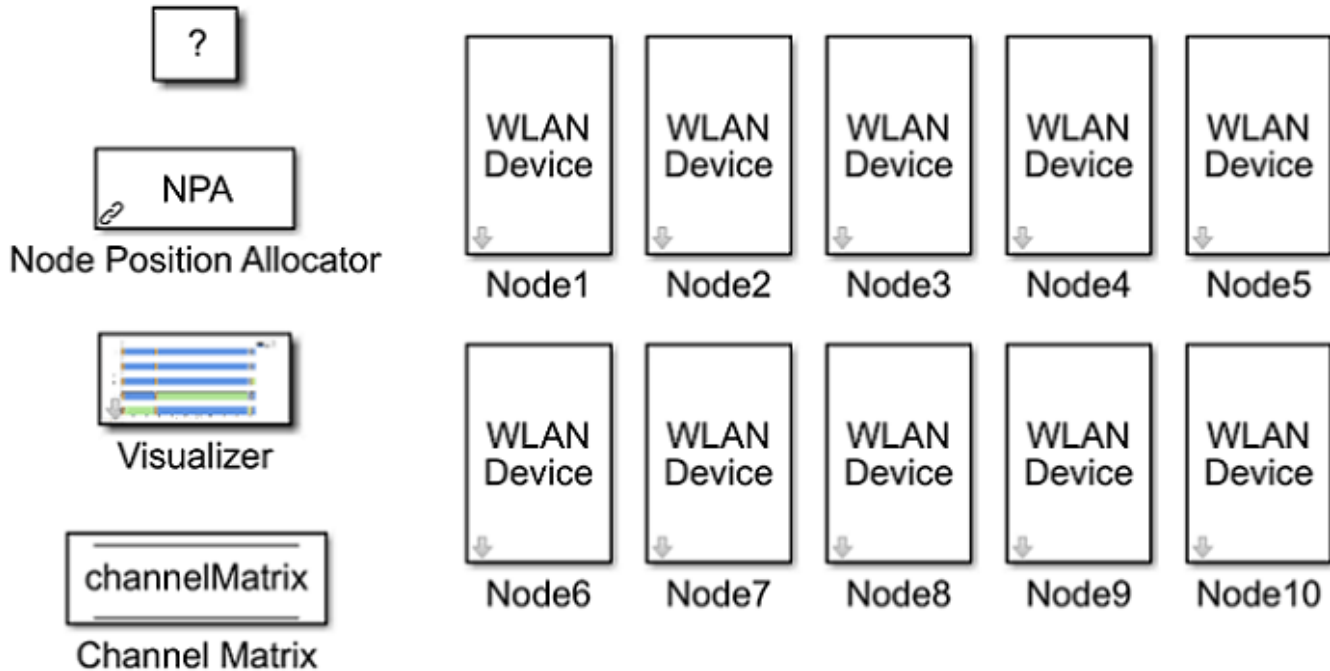 ?
NPA
Node Position Allocator
Visualizer
channelMatrix
Channel Matrix
WLAN
Device
Node1
WLAN
Device
Node2
WLAN
Device
Node3
WLAN
Device
Node4
WLAN
Device
Node5
WLAN
Device
Node6
WLAN
Device
Node7
WLAN
Device
Node8
WLAN
Device
Node9
WLAN
Device
Node10